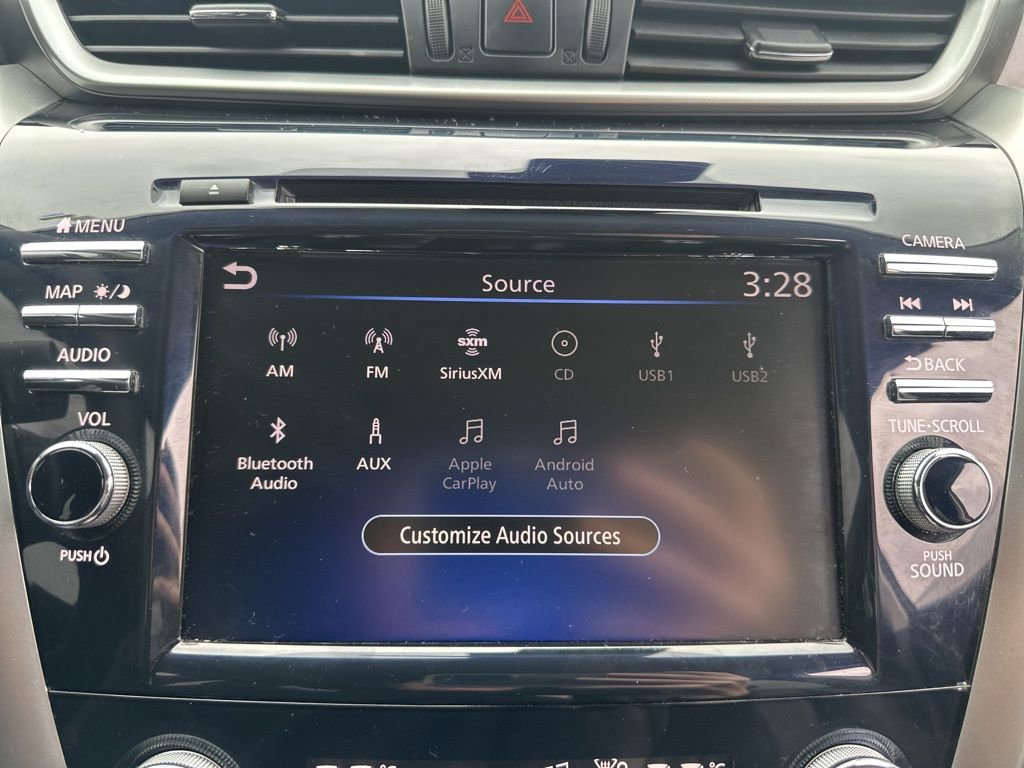 MENU
CAMERA
MAP
Source
3:28
AUDIO
AM
FM
sxm
SiriusXM
CD
USB1
USB2
BACK
VOL
TUNE·SCROLL
Bluetooth
Audio
AUX
Apple
CarPlay
Android
Auto
Customize Audio Sources
PUSH
PUSH
SOUND
°C
°C